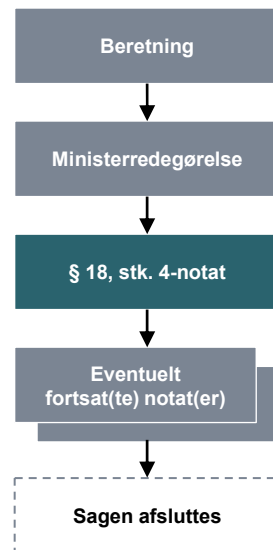 Beretning
Ministerredegørelse
§ 18, stk. 4-notat
Eventuelt
fortsat(te) notat(er)
Sagen afsluttes